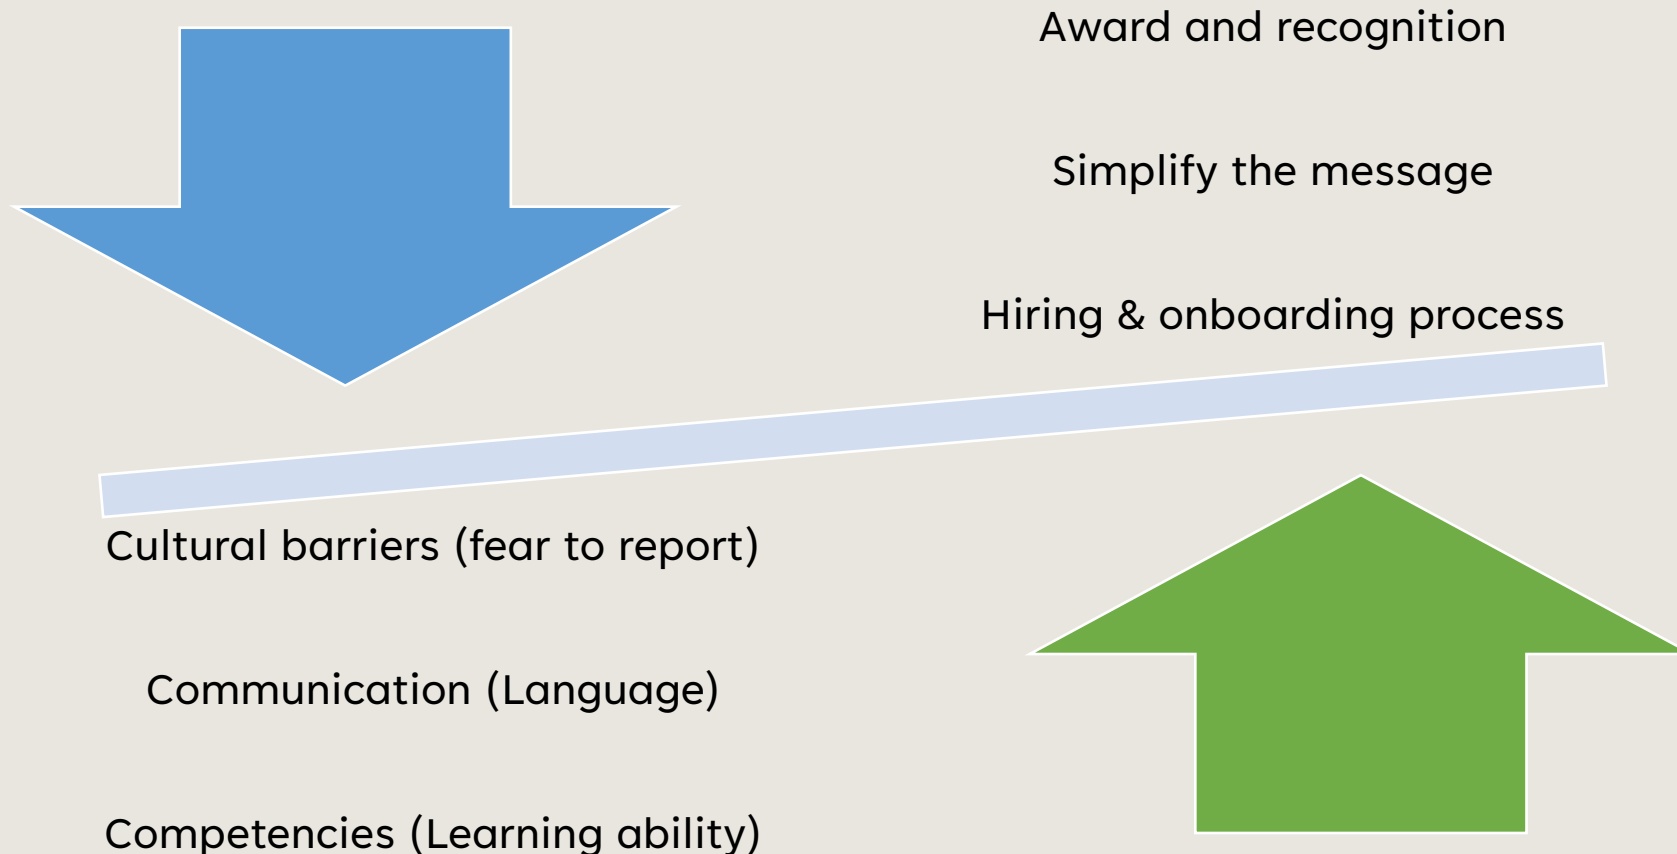 Award and recognition
Simplify the message
Hiring & onboarding process
Cultural barriers (fear to report)
Communication (Language)
Competencies (Learning ability)